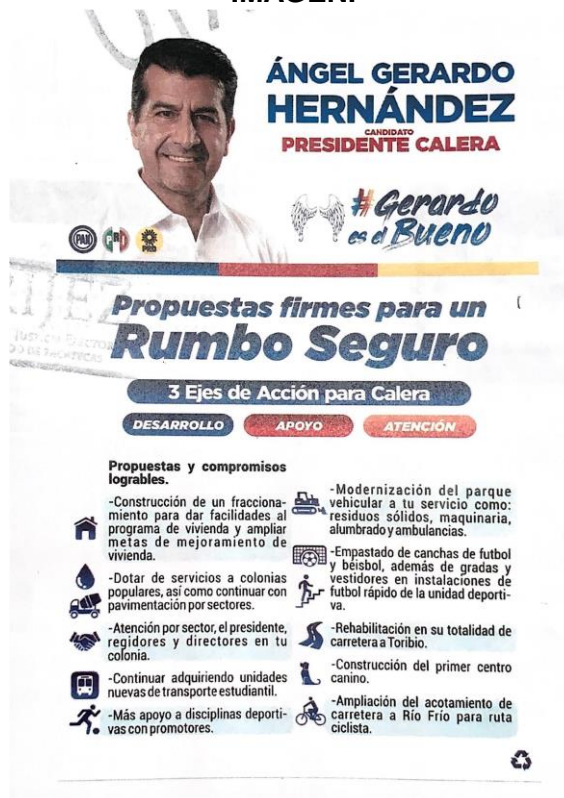 IMAGEN.
ÁNGEL GERARDO
HERNÁNDEZ
CANDIDATO
PRESIDENTE CALERA
#Gerardo
es el Bueno
PAN PRI PRD
Propuestas firmes para un
Rumbo Seguro
3 Ejes de Acción para Calera
DESARROLLO APOYO ATENCIÓN
Propuestas y compromisos
logrables.
-Construcción de un fracciona-
miento para dar facilidades al
programa de vivienda y ampliar
metas de mejoramiento de
vivienda.
-Dotar de servicios a colonias
populares, así como continuar con
pavimentación por sectores.
-Atención por sector, el presidente,
regidores y directores en tu
colonia.
-Continuar adquiriendo unidades
nuevas de transporte estudiantil.
-Más apoyo a disciplinas deporti-
vas con promotores.
-Modernización del parque
vehicular a tu servicio como:
residuos sólidos, maquinaria,
alumbrado y ambulancias.
-Empastado de canchas de futbol
y béisbol, además de gradas y
vestidores en instalaciones de
futbol rápido de la unidad deporti-
va.
-Rehabilitación en su totalidad de
carretera a Toribio.
-Construcción del primer centro
canino.
-Ampliación del acotamiento de
carretera a Río Frío para ruta
ciclista.